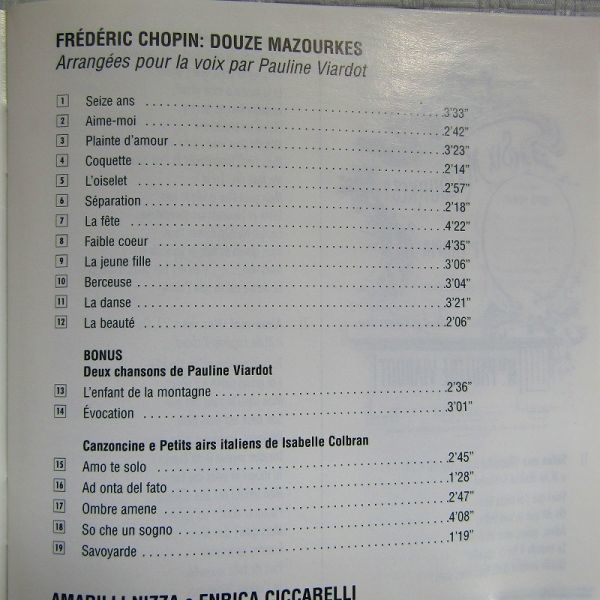 FRÉDÉRIC CHOPIN: DOUZE MAZOURKES
Arrangées pour la voix par Pauline Viardot
1 Seize ans 3'33"
2 Aime-moi 2'42"
3 Plainte d'amour 3'23"
4 Coquette 2'14"
5 L'oiselet 2'57"
6 Séparation 2'18"
7 La fête 4'22"
8 Faible coeur 4'35"
9 La jeune fille 3'06"
10 Berceuse 3'04"
11 La danse 3'21"
12 La beauté 2'06"
BONUS
Deux chansons de Pauline Viardot
13 L'enfant de la montagne 2'36"
14 Évocation 3'01"
Canzoncine e Petits airs italiens de Isabelle Colbran
15 Amo te solo 2'45"
16 Ad onta del fato 1'28"
17 Ombre amene 2'47"
18 So che un sogno 4'08"
19 Savoyarde 1'19"
AMARILLI NIZZA e ENRICA CICCARELLI